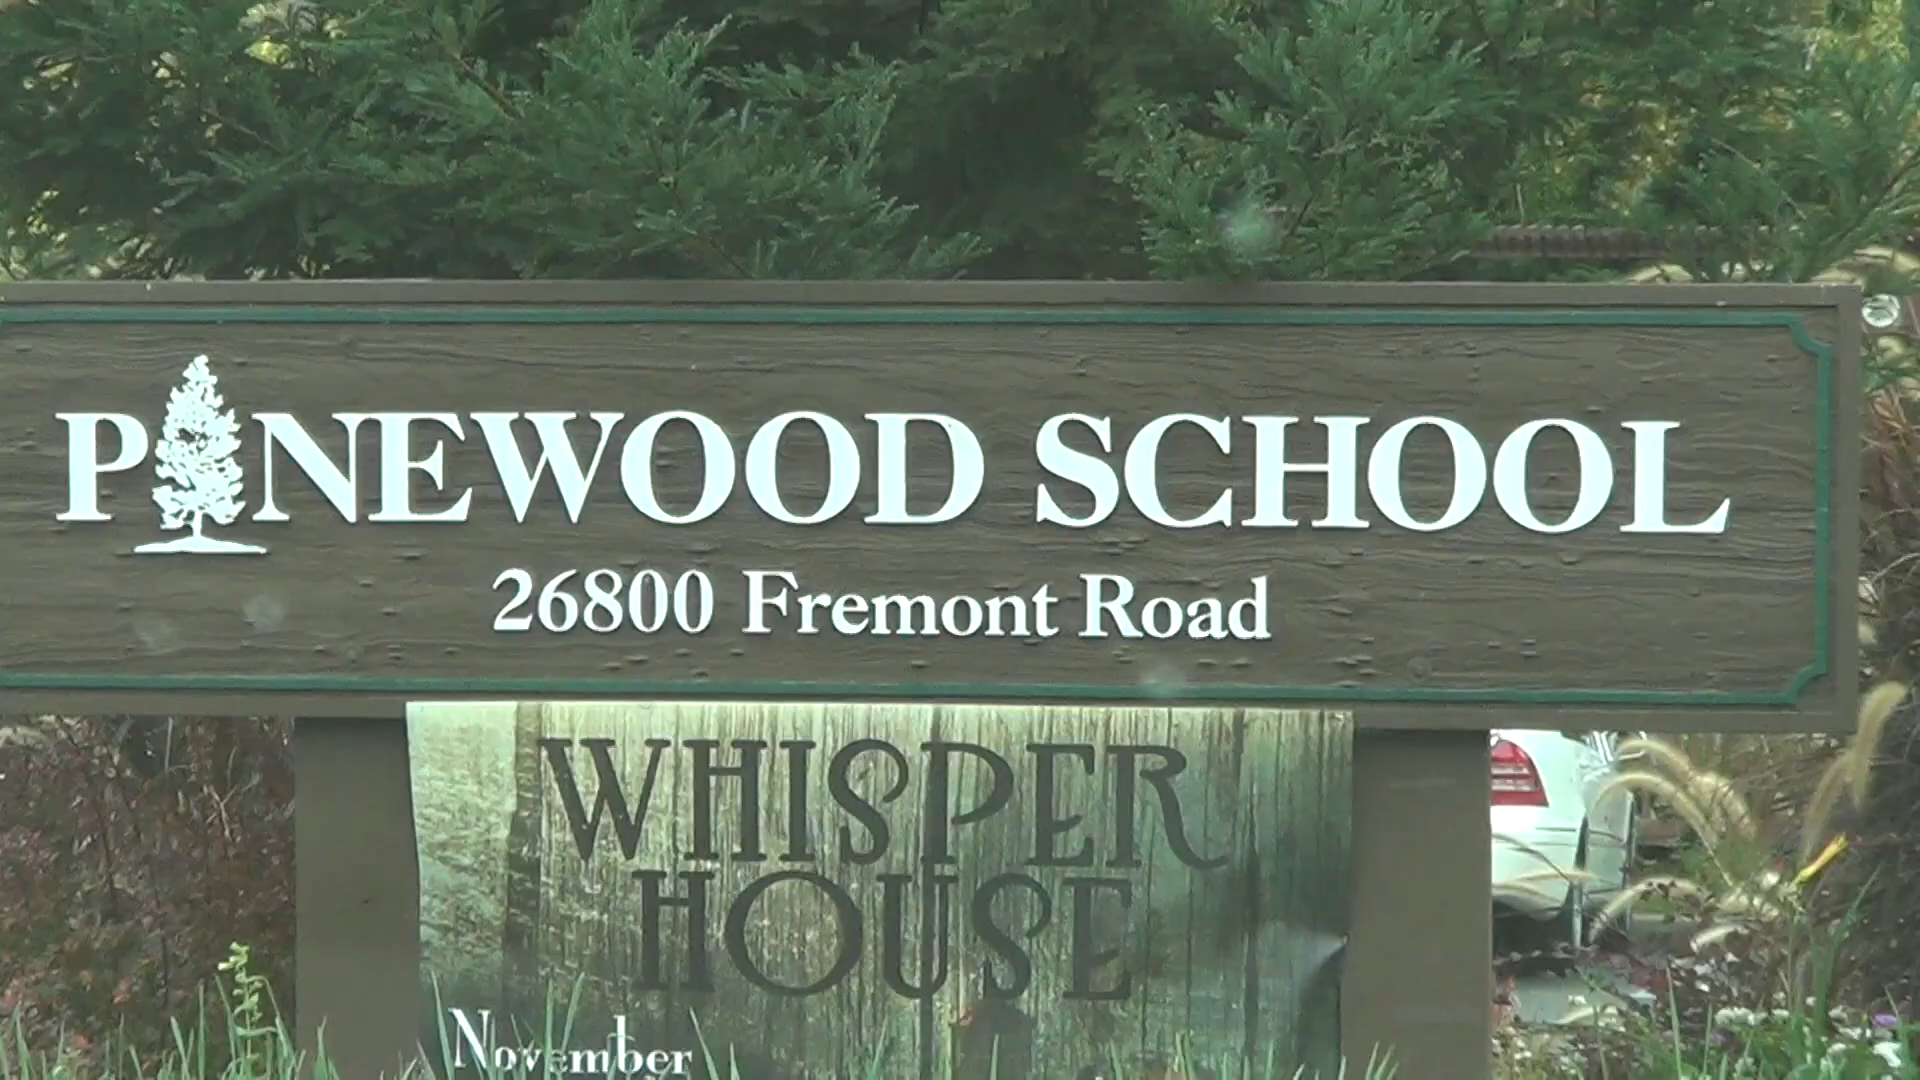 PINEWOOD SCHOOL
26800 Fremont Road
WHISPER
HOUSE
November